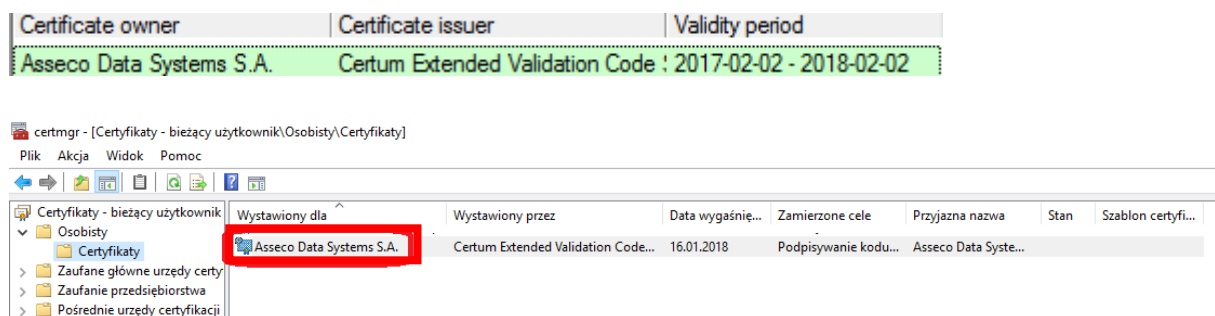 Certificate owner Certificate issuer Validity period
Asseco Data Systems S.A. Certum Extended Validation Code 2017-02-02 - 2018-02-02
certmgr - [Certyfikaty - bieżący użytkownik\Osobisty\Certyfikaty]
Plik Akcja Widok Pomoc
Certyfikaty - bieżący użytkownik Wystawiony dla Wystawiony przez Data wygaśnię... Zamierzone cele Przyjazna nazwa Stan Szablon certyfi...
Osobisty
Certyfikaty Asseco Data Systems S.A. Certum Extended Validation Code... 16.01.2018 Podpisywanie kodu... Asseco Data Syste...
Zaufane główne urzędy certy
Zaufanie przedsiębiorstwa
Pośrednie urzędy certyfikacji